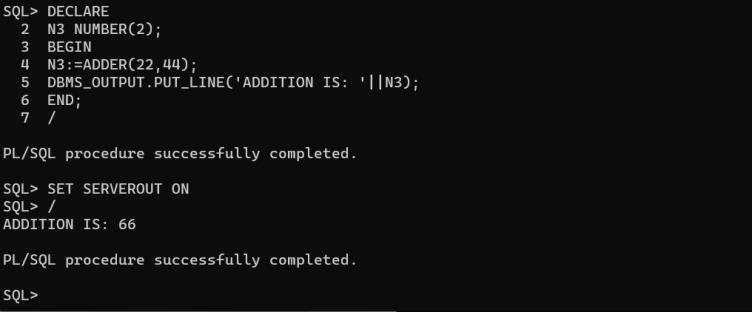 SQL> DECLARE
  2  N3 NUMBER(2);
  3  BEGIN
  4  N3:=ADDER(22,44);
  5  DBMS_OUTPUT.PUT_LINE('ADDITION IS: '||N3);
  6  END;
  7  /
PL/SQL procedure successfully completed.
SQL> SET SERVEROUT ON
SQL> /
ADDITION IS: 66
PL/SQL procedure successfully completed.
SQL>